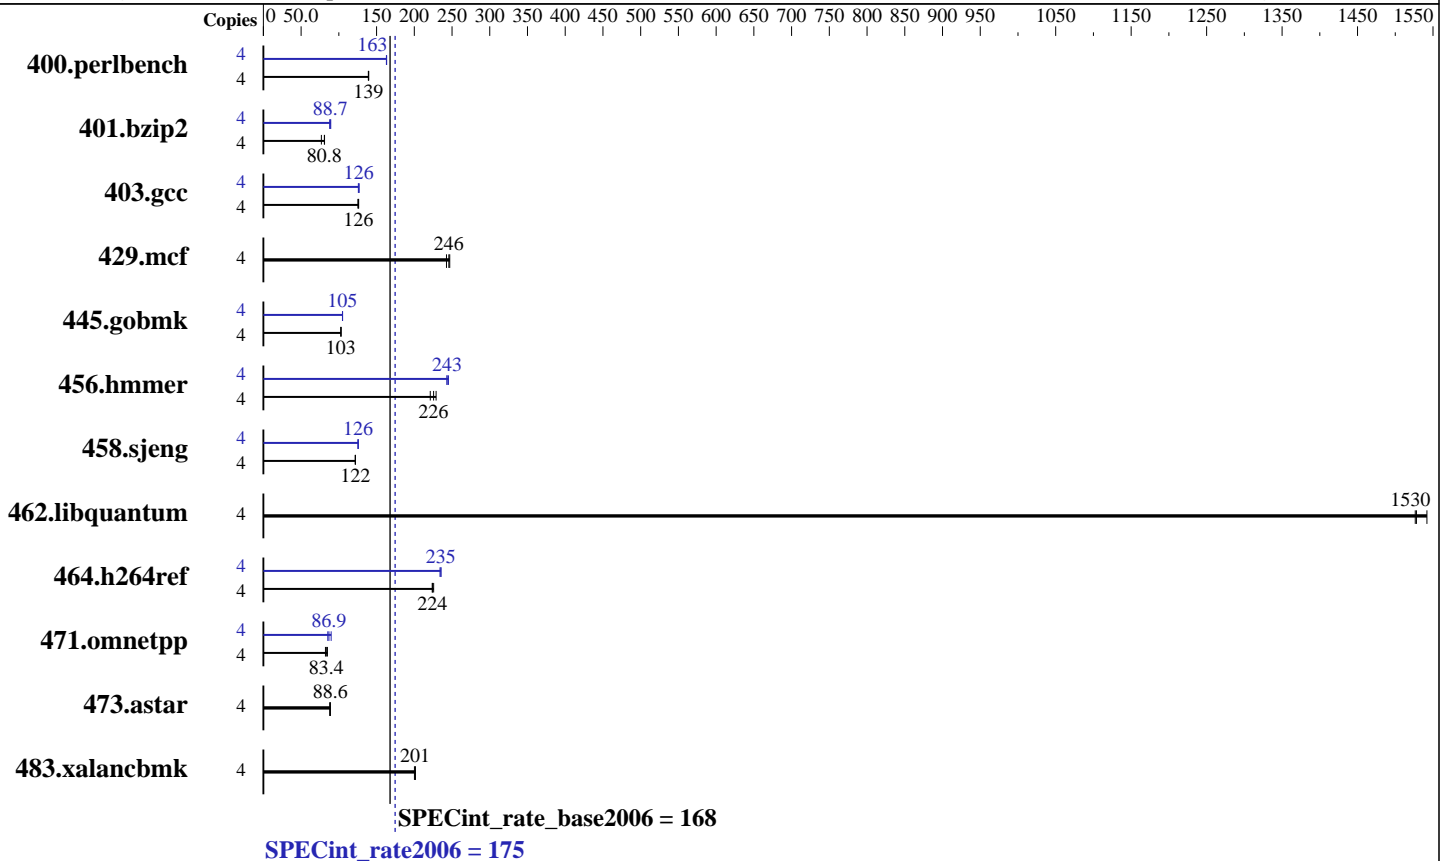 Copies 0 50.0 150 200 250 300 350 400 450 500 550 600 650 700 750 800 850 900 950 1050 1150 1250 1350 1450 1550
400.perlbench 4 163
4 139
401.bzip2 4 88.7
4 80.8
403.gcc 4 126
4 126
429.mcf 4 246
445.gobmk 4 105
4 103
456.hmmer 4 243
4 226
458.sjeng 4 126
4 122
462.libquantum 4 1530
464.h264ref 4 235
4 224
471.omnetpp 4 86.9
4 83.4
473.astar 4 88.6
483.xalancbmk 4 201
SPECint_rate_base2006 = 168
SPECint_rate2006 = 175